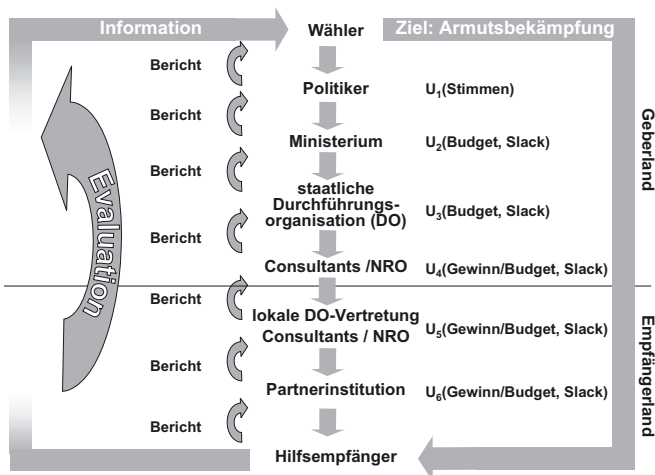 Information
Wähler
Ziel: Armutsbekämpfung
Bericht
Politiker
U1(Stimmen)
Bericht
Ministerium
U2(Budget, Slack)
Bericht
staatliche
Durchführungs-
organisation (DO)
U3(Budget, Slack)
Bericht
Consultants /NRO
U4(Gewinn/Budget, Slack)
Geberland
Evaluation
Bericht
lokale DO-Vertretung
Consultants / NRO
U5(Gewinn/Budget, Slack)
Bericht
Partnerinstitution
U6(Gewinn/Budget, Slack)
Bericht
Hilfsempfänger
Empfängerland